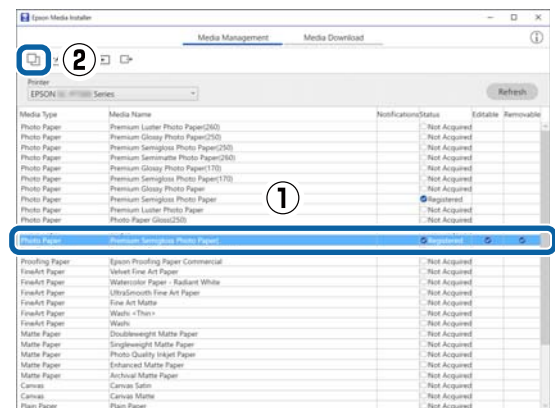 Epson Media Installer
Media Management Media Download
②
Printer
EPSON Series
Refresh
Media Type Media Name Notifications Status Editable Removable
Photo Paper Premium Luster Photo Paper(260) Not Acquired
Photo Paper Premium Glossy Photo Paper(250) Not Acquired
Photo Paper Premium Semigloss Photo Paper(250) Not Acquired
Photo Paper Premium Semimatte Photo Paper(260) Not Acquired
Photo Paper Premium Glossy Photo Paper(170) Not Acquired
Photo Paper Premium Semigloss Photo Paper(170) Not Acquired
Photo Paper Premium Glossy Photo Paper Not Acquired
Photo Paper Premium Semigloss Photo Paper Registered
①
Photo Paper Premium Luster Photo Paper Not Acquired
Photo Paper Photo Paper Gloss(250) Not Acquired
Photo Paper Premium Semigloss Photo Paper( Registered
Proofing Paper Epson Proofing Paper Commercial Not Acquired
FineArt Paper Velvet Fine Art Paper Not Acquired
FineArt Paper Watercolor Paper - Radiant White Not Acquired
FineArt Paper UltraSmooth Fine Art Paper Not Acquired
FineArt Paper Fine Art Matte Not Acquired
FineArt Paper Washi <Thin> Not Acquired
FineArt Paper Washi Not Acquired
Matte Paper Doubleweight Matte Paper Not Acquired
Matte Paper Singleweight Matte Paper Not Acquired
Matte Paper Photo Quality Inkjet Paper Not Acquired
Matte Paper Enhanced Matte Paper Not Acquired
Matte Paper Archival Matte Paper Not Acquired
Canvas Canvas Satin Not Acquired
Canvas Canvas Matte Not Acquired
Plain Paper Plain Paper Not Acquired